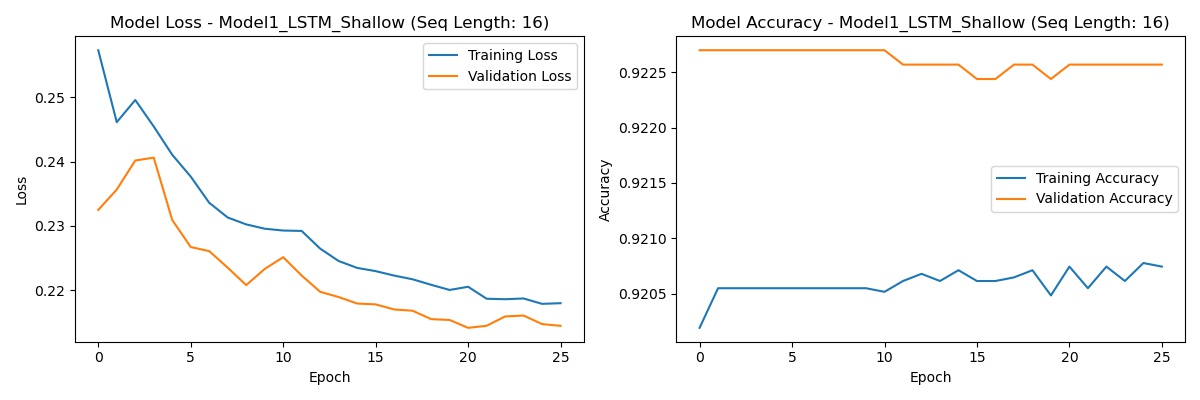 Model Loss - Model1_LSTM_Shallow (Seq Length: 16)
Training Loss
Validation Loss
0.25
0.24
0.23
0.22
Loss
0 5 10 15 20 25
Epoch
Model Accuracy - Model1_LSTM_Shallow (Seq Length: 16)
0.9225
0.9220
0.9215
0.9210
0.9205
Accuracy
Training Accuracy
Validation Accuracy
0 5 10 15 20 25
Epoch